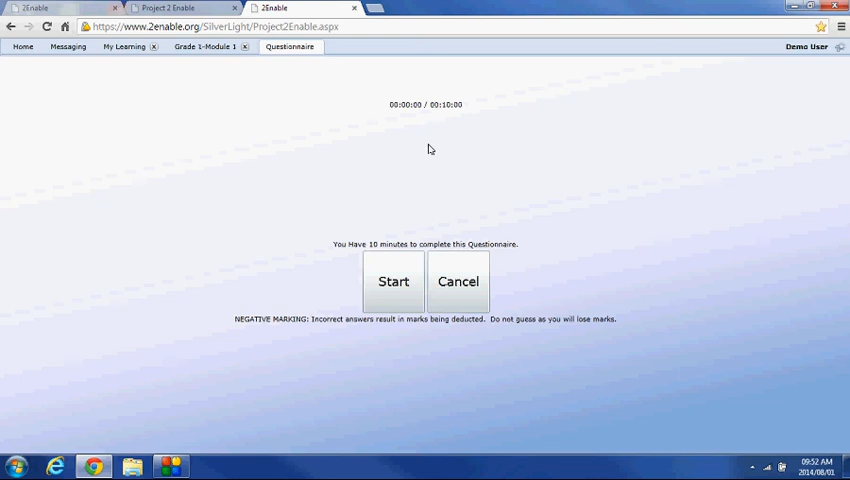 2Enable
Project 2 Enable
2Enable
https://www.2enable.org/SilverLight/Project2Enable.aspx
Home
Messaging
My Learning
Grade 1-Module 1
Questionnaire
Demo User
00:00:00 / 00:10:00
You Have 10 minutes to complete this Questionnaire.
Start
Cancel
NEGATIVE MARKING: Incorrect answers result in marks being deducted.  Do not guess as you will lose marks.
09:52 AM
2014/08/01